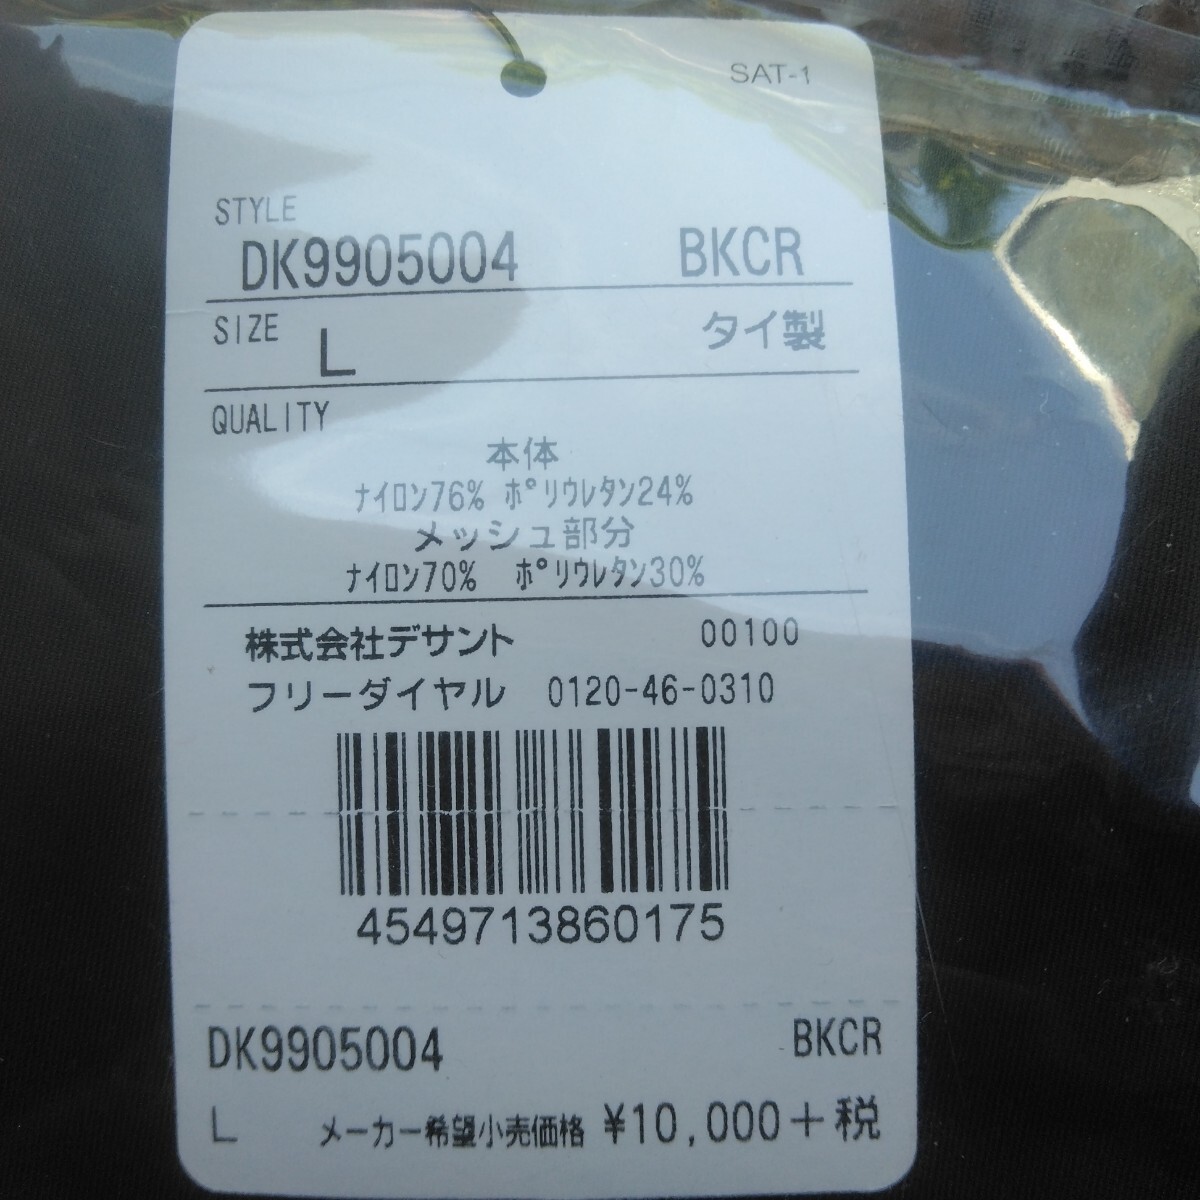 SAT-1
STYLE
DK9905004 BKCR
SIZE L タイ製
QUALITY
本体
ﾅｲﾛﾝ76% ﾎﾟﾘｳﾚﾀﾝ24%
メッシュ部分
ﾅｲﾛﾝ70% ﾎﾟﾘｳﾚﾀﾝ30%
株式会社デサント 00100
フリーダイヤル 0120-46-0310
4549713860175
DK9905004 BKCR
L メーカー希望小売価格 ¥10,000+税